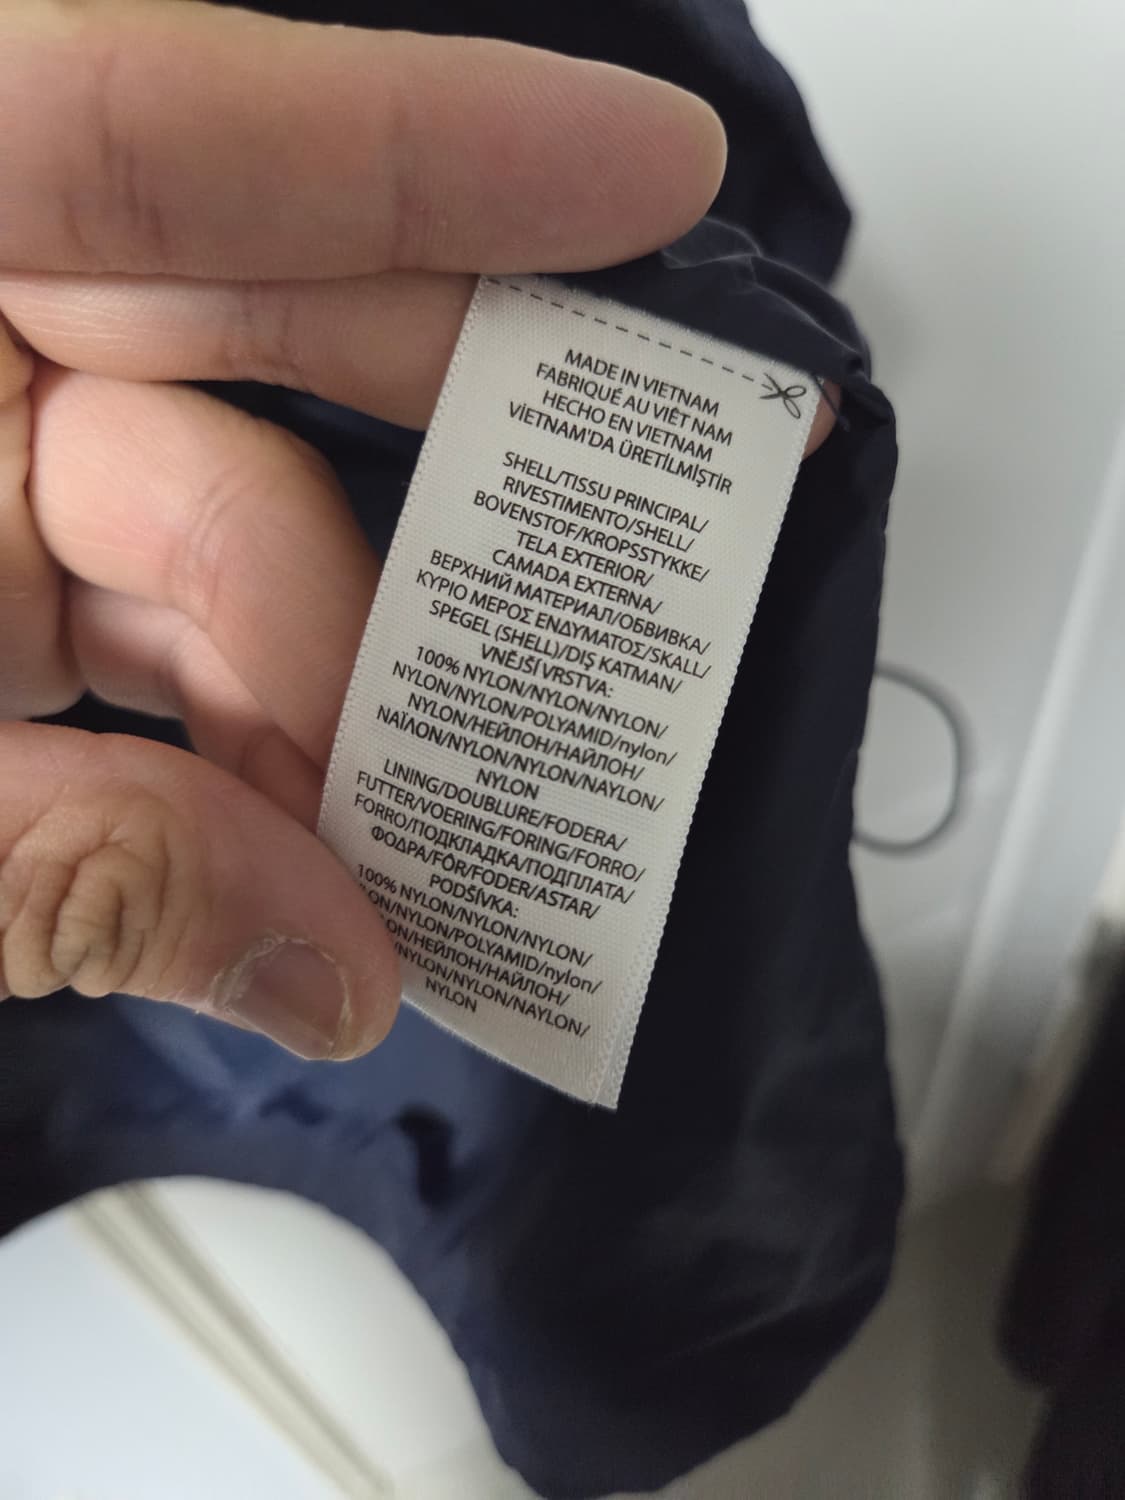 MADE IN VIETNAM
FABRIQUÉ AU VIÊT NAM
HECHO EN VIETNAM
VİETNAM'DA ÜRETİLMİŞTİR
SHELL/TISSU PRINCIPAL/
RIVESTIMENTO/SHELL/
BOVENSTOF/KROPSSTYKKE/
TELA EXTERIOR/
CAMADA EXTERNA/
ВЕРХНИЙ МАТЕРИАЛ/ОБВИВКА/
ΚΥΡΙΟ ΜΕΡΟΣ ΕΝΔΥΜΑΤΟΣ/SKALL/
SPEGEL (SHELL)/DIŞ KATMAN/
VNĚJŠÍ VRSTVA:
100% NYLON/NYLON/NYLON/
NYLON/NYLON/POLYAMID/nylon/
NYLON/НЕЙЛОН/НАЙЛОН/
ΝΑΪΛΟΝ/NYLON/NYLON/NAYLON/
NYLON
LINING/DOUBLURE/FODERA/
FUTTER/VOERING/FORING/FORRO/
FORRO/ПОДКЛАДКА/ПОДПЛАТА/
ΦΟΔΡΑ/FÖR/FODER/ASTAR/
PODŠÍVKA:
100% NYLON/NYLON/NYLON/
/NYLON/POLYAMID/nylon/
/НЕЙЛОН/НАЙЛОН/
/NYLON/NYLON/NAYLON/
NYLON